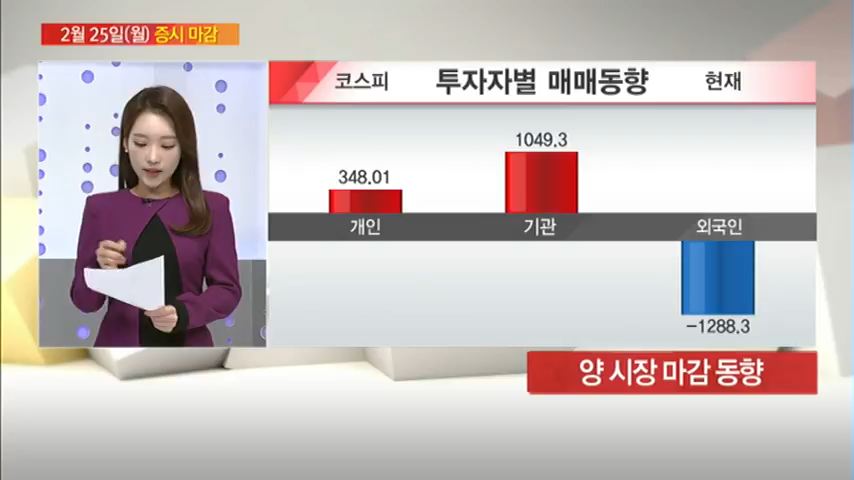 2월 25일(월) 증시 마감
코스피 투자자별 매매동향 현재
348.01
1049.3
개인 기관 외국인
-1288.3
양 시장 마감 동향